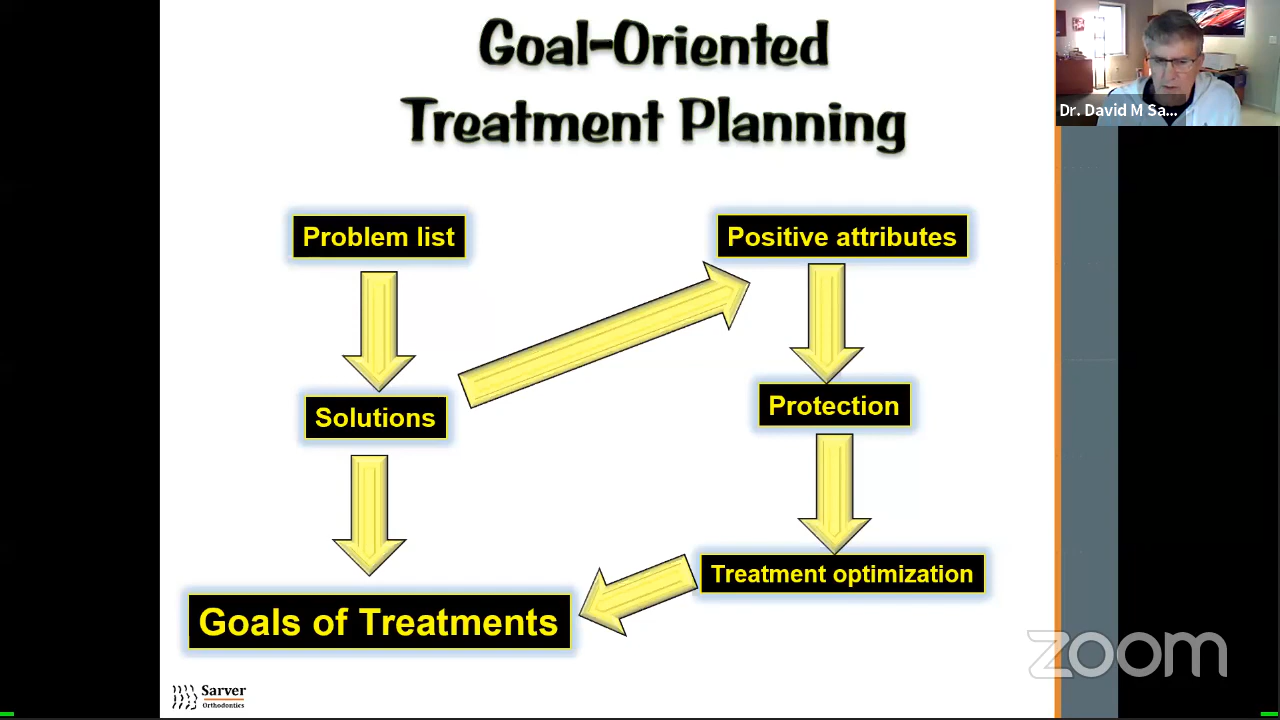 Goal-Oriented
Treatment Planning
Dr. David M Sa...
Problem list
Positive attributes
Solutions
Protection
Treatment optimization
Goals of Treatments
zoom
Sarver
Orthodontics